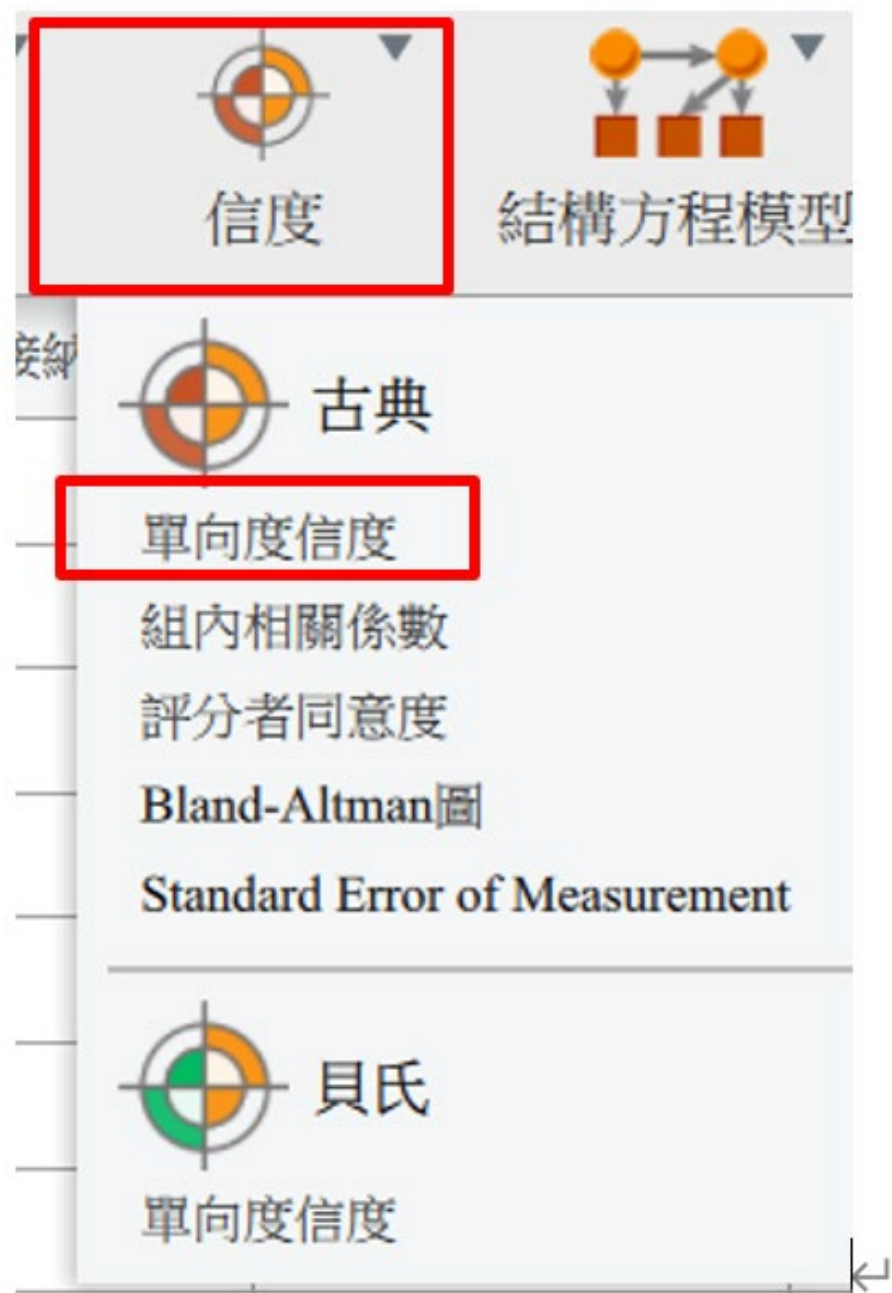 信度
結構方程模型
接納
古典
單向度信度
組內相關係數
評分者同意度
Bland-Altman圖
Standard Error of Measurement
貝氏
單向度信度